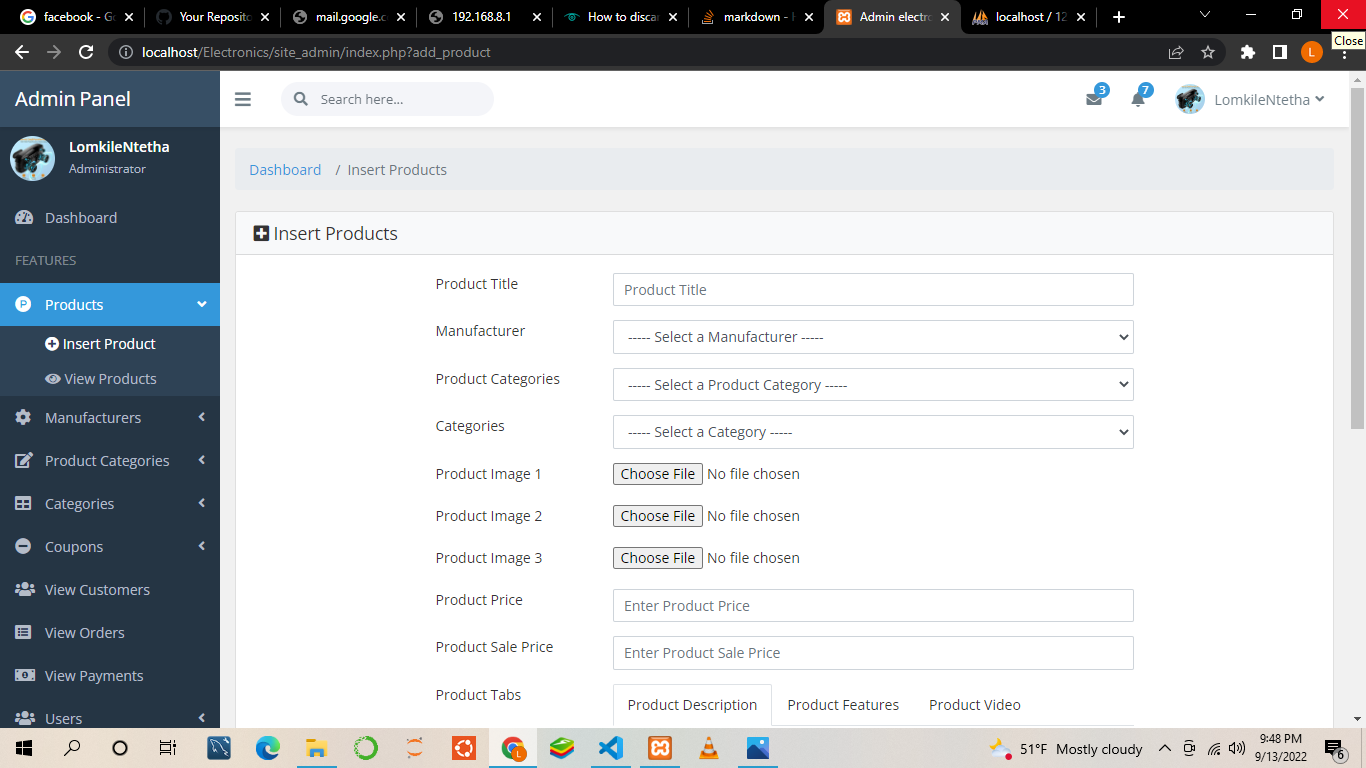 facebook - Go
Your Reposito
mail.google.c
192.168.8.1
How to discar
markdown - H
Admin electro
localhost / 12
Close
localhost/Electronics/site_admin/index.php?add_product
L
Admin Panel
Search here...
3
7
LomkileNtetha
LomkileNtetha
Administrator
Dashboard / Insert Products
Dashboard
FEATURES
P Products
Insert Product
View Products
Manufacturers
Product Categories
Categories
Coupons
View Customers
View Orders
View Payments
Users
Insert Products
Product Title
Product Title
Manufacturer
----- Select a Manufacturer -----
Product Categories
----- Select a Product Category -----
Categories
----- Select a Category -----
Product Image 1
Choose File No file chosen
Product Image 2
Choose File No file chosen
Product Image 3
Choose File No file chosen
Product Price
Enter Product Price
Product Sale Price
Enter Product Sale Price
Product Tabs
Product Description
Product Features
Product Video
L
51°F Mostly cloudy
9:48 PM
9/13/2022
6